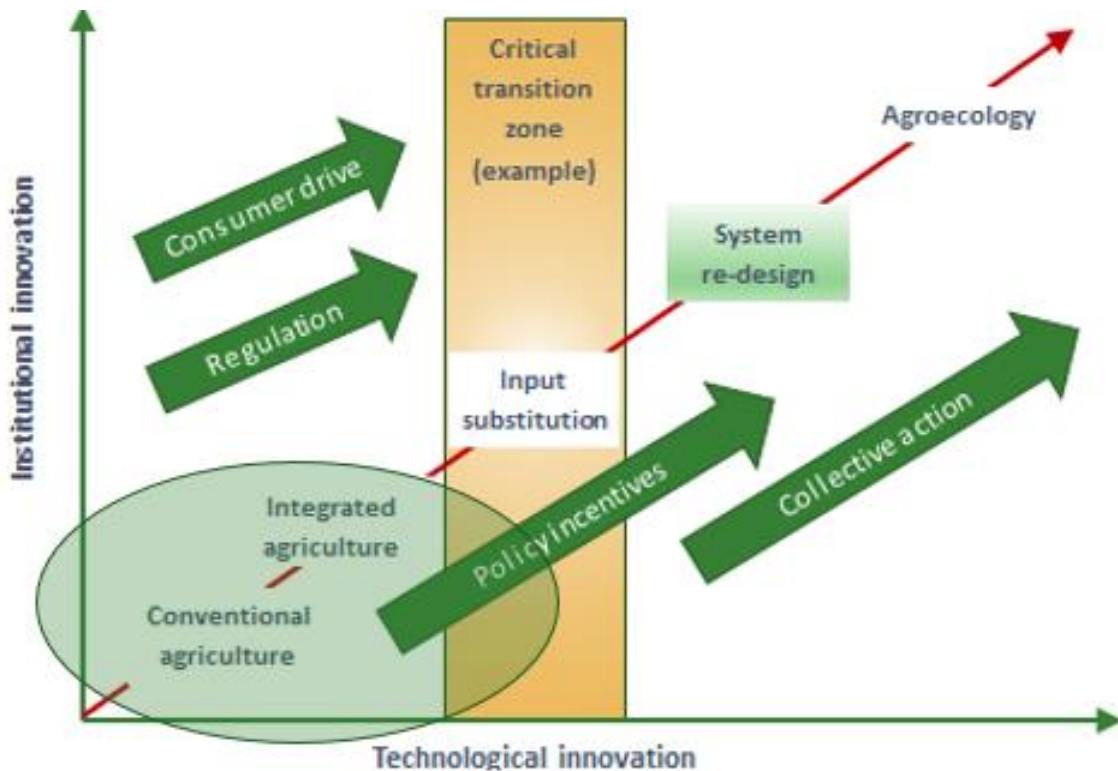 Critical
transition
zone
(example)
Agroecology
Consumer drive
System
re-design
Regulation
Institutional innovation
Input
substitution
Collective action
Policy incentives
Integrated
agriculture
Conventional
agriculture
Technological innovation